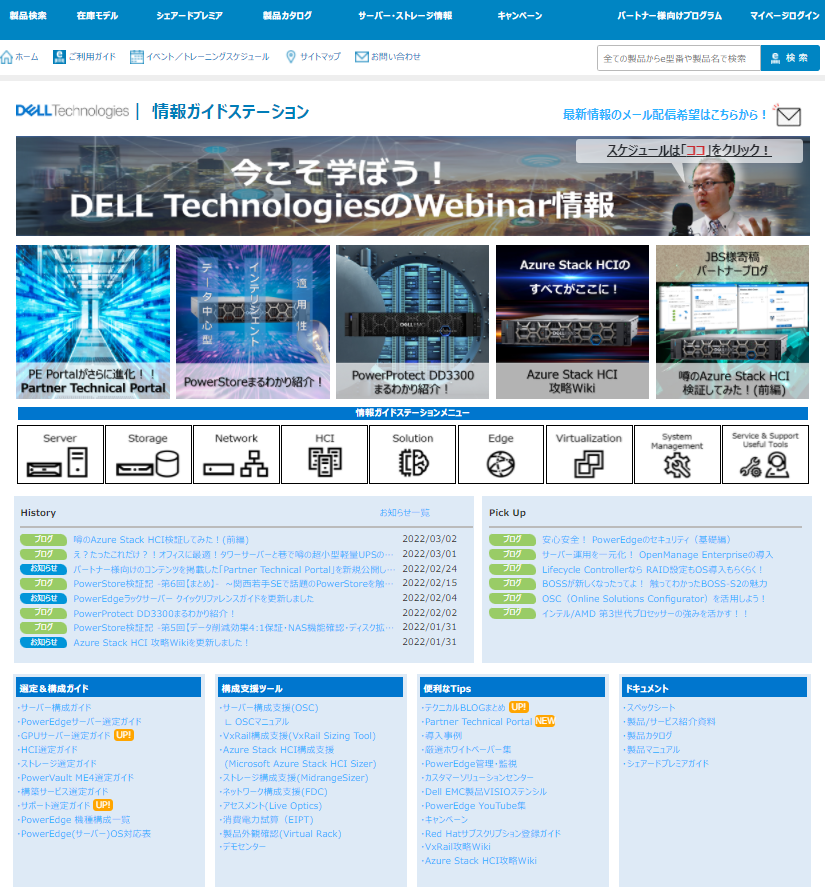 製品検索 在庫モデル シェアードプレミア 製品カタログ サーバー・ストレージ情報 キャンペーン パートナー様向けプログラム マイページログイン
ホーム ご利用ガイド イベント／トレーニングスケジュール サイトマップ お問い合わせ 全ての製品からe型番や製品名で検索 検 索
DELLTechnologies | 情報ガイドステーション
最新情報のメール配信希望はこちらから！
スケジュールは「ココ」をクリック！
今こそ学ぼう！
DELL TechnologiesのWebinar情報
PE Portalがさらに進化！！
Partner Technical Portal
データ中心型
インテリジェント
適用性
PowerStoreまるわかり紹介！
PowerProtect DD3300
まるわかり紹介！
Azure Stack HCIの
すべてがここに！
Azure Stack HCI
攻略Wiki
JBS様寄稿
パートナーブログ
噂のAzure Stack HCI
検証してみた！(前編)
情報ガイドステーションメニュー
Server Storage Network HCI Solution Edge Virtualization System Management Service & Support Useful Tools
History お知らせ一覧
ブログ 噂のAzure Stack HCI検証してみた！(前編) 2022/03/02
ブログ え？たったこれだけ？！オフィスに最適！タワーサーバーと巷で噂の超小型軽量UPSの… 2022/03/01
お知らせ パートナー様向けのコンテンツを掲載した「Partner Technical Portal」を新規公開し… 2022/02/24
ブログ PowerStore検証記 -第6回【まとめ】- ～関西若手SEで話題のPowerStoreを触… 2022/02/15
お知らせ PowerEdgeラックサーバー クイックリファレンスガイドを更新しました 2022/02/04
ブログ PowerProtect DD3300まるわかり紹介！ 2022/02/02
ブログ PowerStore検証記 -第5回【データ削減効果4:1保証・NAS機能確認・ディスク拡… 2022/01/31
お知らせ Azure Stack HCI 攻略Wikiを更新しました！ 2022/01/31
Pick Up
ブログ 安心安全！ PowerEdgeのセキュリティ（基礎編）
ブログ サーバー運用を一元化！ OpenManage Enterpriseの導入
ブログ Lifecycle Controllerなら RAID設定もOS導入もらくらく！
ブログ BOSSが新しくなったってよ！ 触ってわかったBOSS-S2の魅力
ブログ OSC（Online Solutions Configurator）を活用しよう！
ブログ インテル/AMD 第3世代プロセッサーの強みを活かす！！
選定＆構成ガイド
・サーバー構成ガイド
・PowerEdgeサーバー選定ガイド
・GPUサーバー選定ガイド UP!
・HCI選定ガイド
・ストレージ選定ガイド
・PowerVault ME4選定ガイド
・構築サービス選定ガイド
・サポート選定ガイド UP!
・PowerEdge 機種構成一覧
・PowerEdge(サーバー)OS対応表
構成支援ツール
・サーバー構成支援(OSC)
∟ OSCマニュアル
・VxRail構成支援(VxRail Sizing Tool)
・Azure Stack HCI構成支援
(Microsoft Azure Stack HCI Sizer)
・ストレージ構成支援(MidrangeSizer)
・ネットワーク構成支援(FDC)
・アセスメント(Live Optics)
・消費電力試算（EIPT)
・製品外観確認(Virtual Rack)
・デモセンター
便利なTips
・テクニカルBLOGまとめ UP!
・Partner Technical Portal NEW
・導入事例
・厳選ホワイトペーパー集
・PowerEdge管理・監視
・カスタマーソリューションセンター
・Dell EMC製品VISIOステンシル
・PowerEdge YouTube集
・キャンペーン
・Red Hatサブスクリプション登録ガイド
・VxRail攻略Wiki
・Azure Stack HCI攻略Wiki
ドキュメント
・スペックシート
・製品/サービス紹介資料
・製品カタログ
・製品マニュアル
・シェアードプレミアガイド